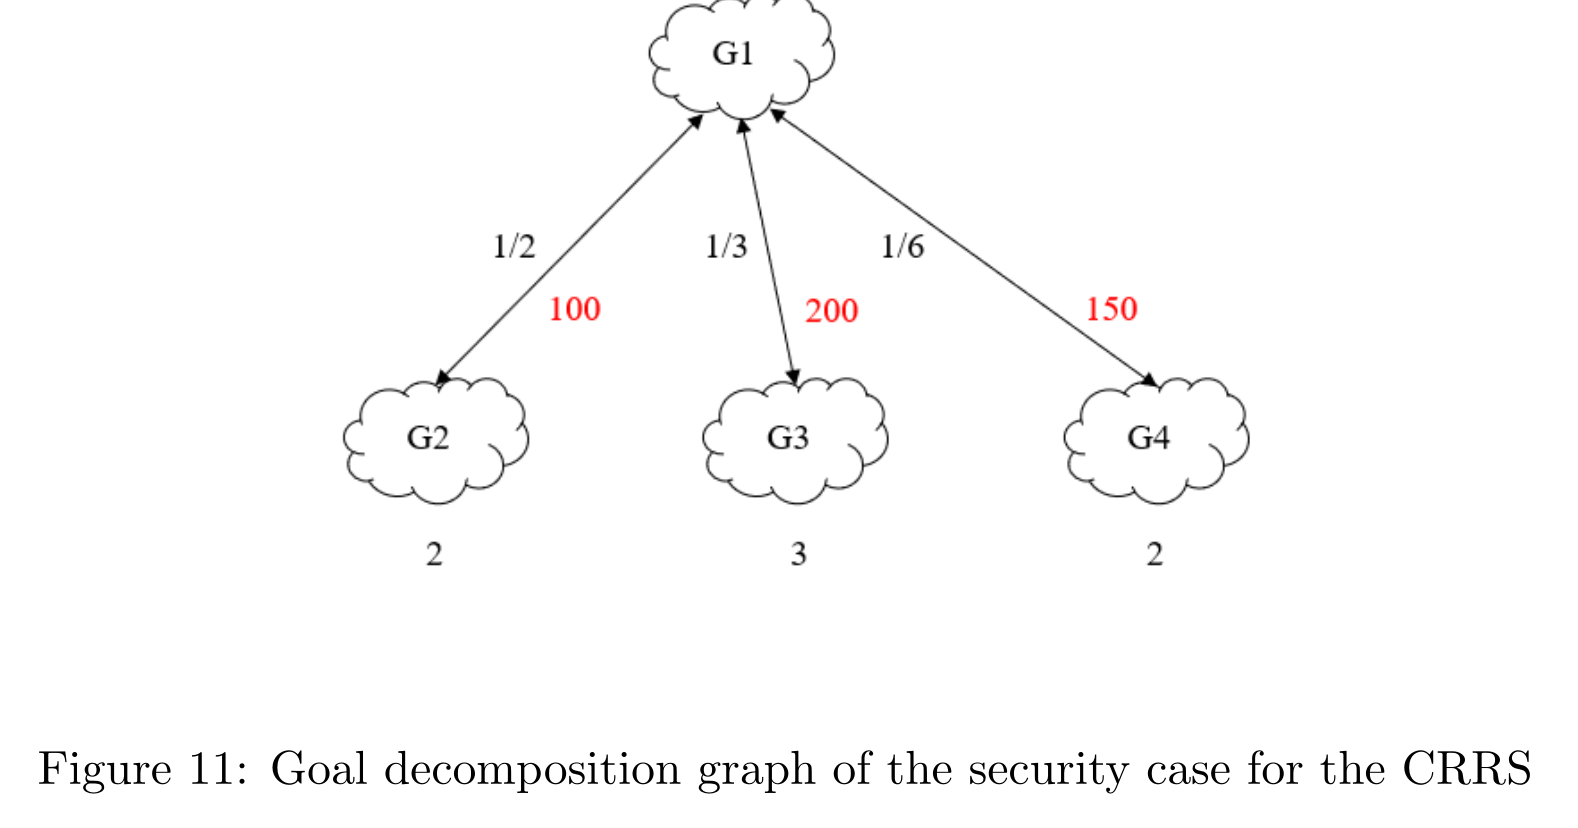 G1
1/2 1/3 1/6
100 200 150
G2 G3 G4
2 3 2
Figure 11: Goal decomposition graph of the security case for the CRRS